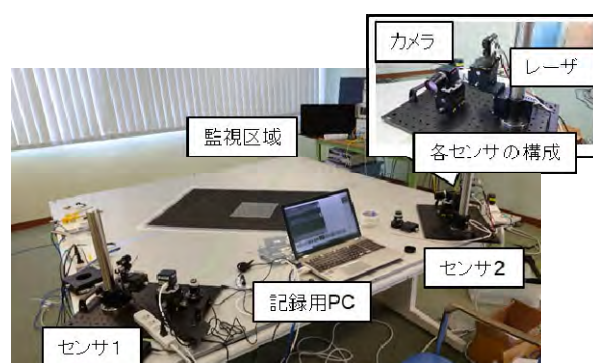 カメラ
レーザ
監視区域
各センサの構成
センサ2
記録用PC
センサ1